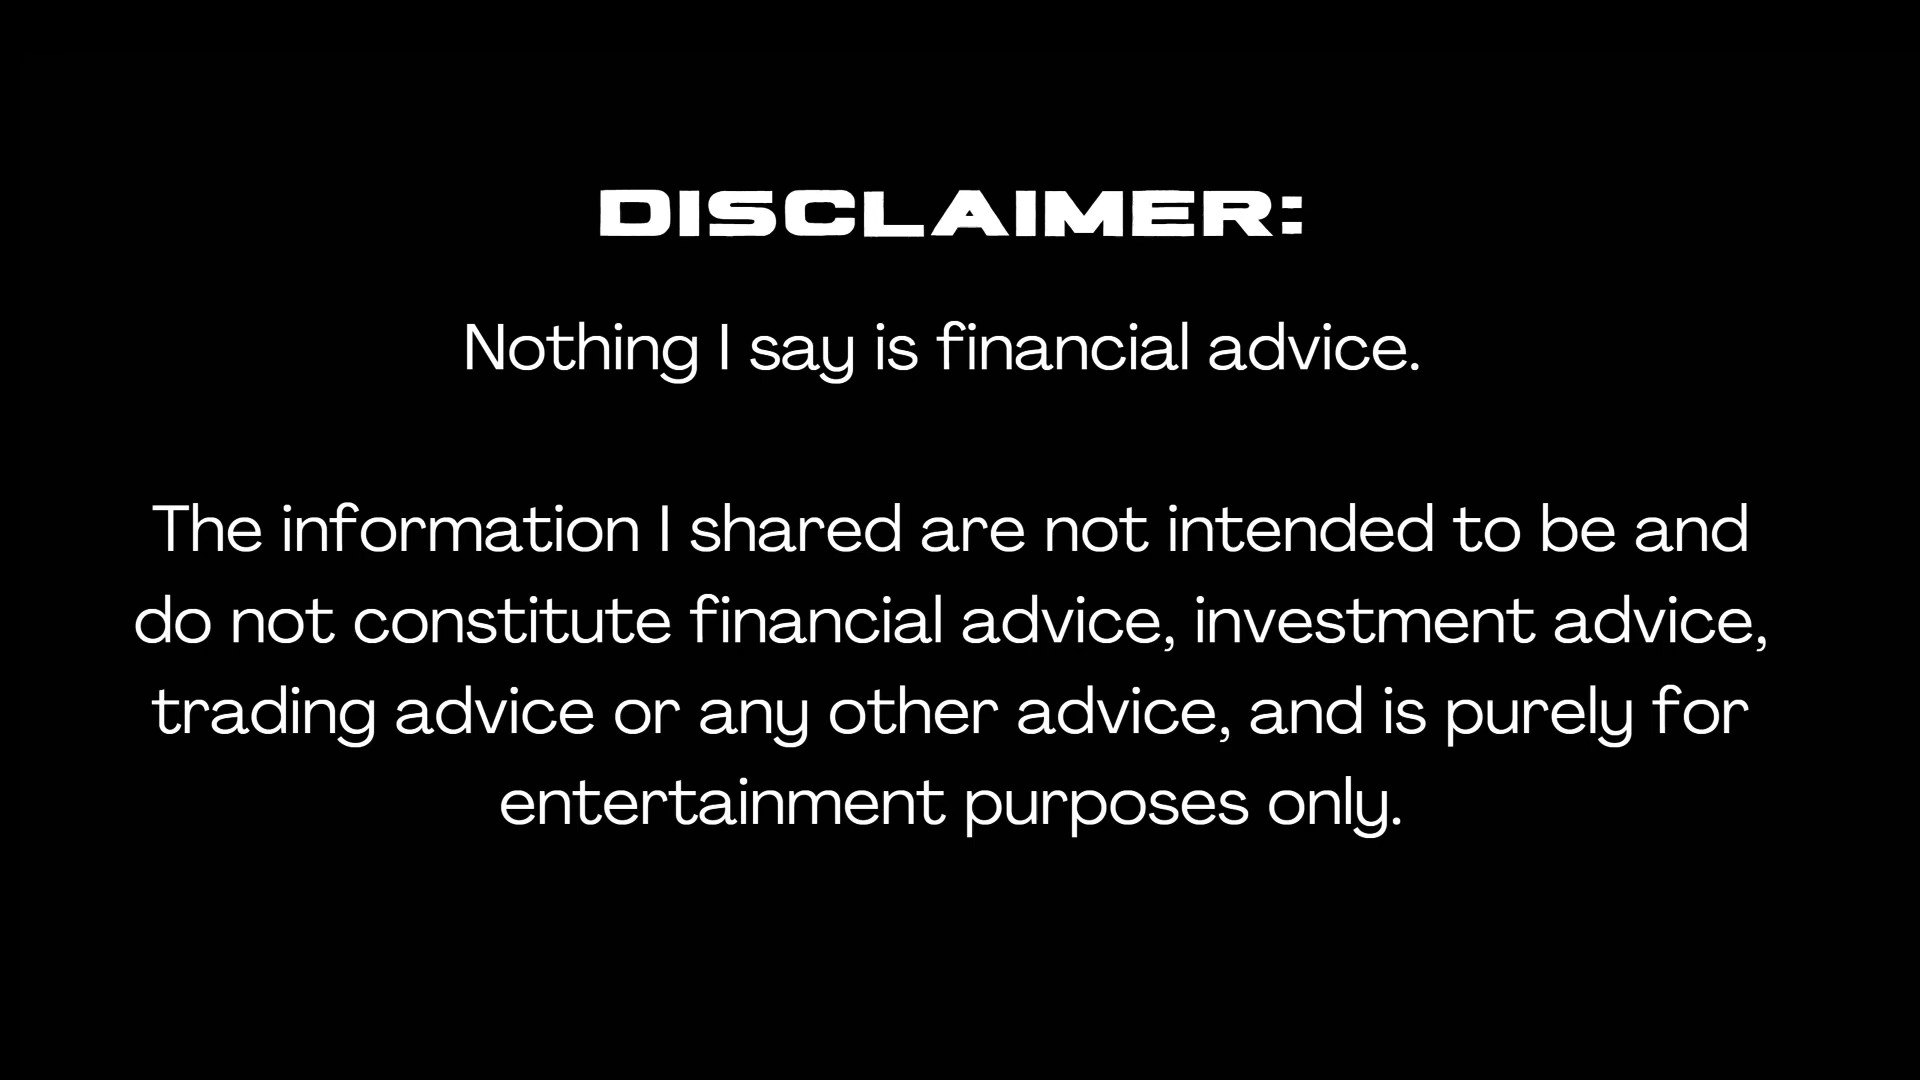 DISCLAIMER:
Nothing I say is financial advice.
The information I shared are not intended to be and
do not constitute financial advice, investment advice,
trading advice or any other advice, and is purely for
entertainment purposes only.